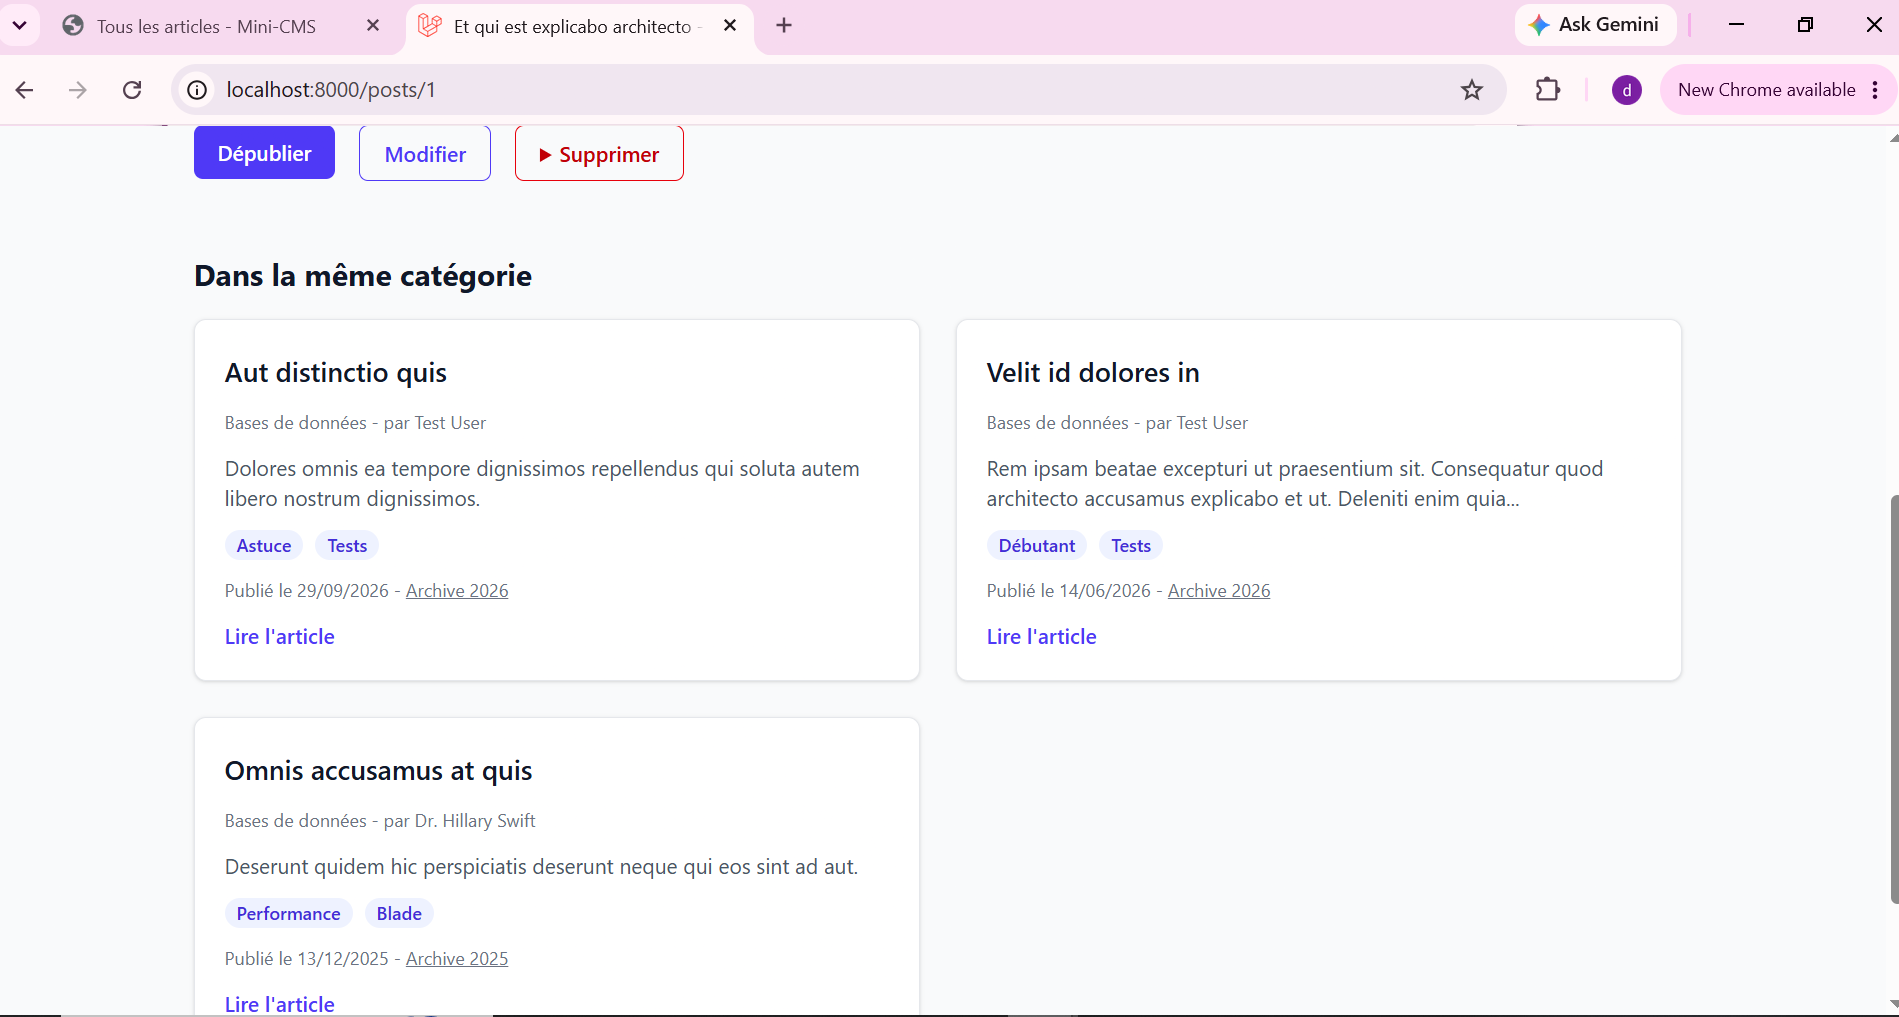 Tous les articles - Mini-CMS
Et qui est explicabo architecto -
Ask Gemini
localhost:8000/posts/1
d
New Chrome available
Dépublier
Modifier
▶ Supprimer
Dans la même catégorie
Aut distinctio quis
Bases de données - par Test User
Dolores omnis ea tempore dignissimos repellendus qui soluta autem
libero nostrum dignissimos.
Astuce Tests
Publié le 29/09/2026 - Archive 2026
Lire l'article
Velit id dolores in
Bases de données - par Test User
Rem ipsam beatae excepturi ut praesentium sit. Consequatur quod
architecto accusamus explicabo et ut. Deleniti enim quia...
Débutant Tests
Publié le 14/06/2026 - Archive 2026
Lire l'article
Omnis accusamus at quis
Bases de données - par Dr. Hillary Swift
Deserunt quidem hic perspiciatis deserunt neque qui eos sint ad aut.
Performance Blade
Publié le 13/12/2025 - Archive 2025
Lire l'article